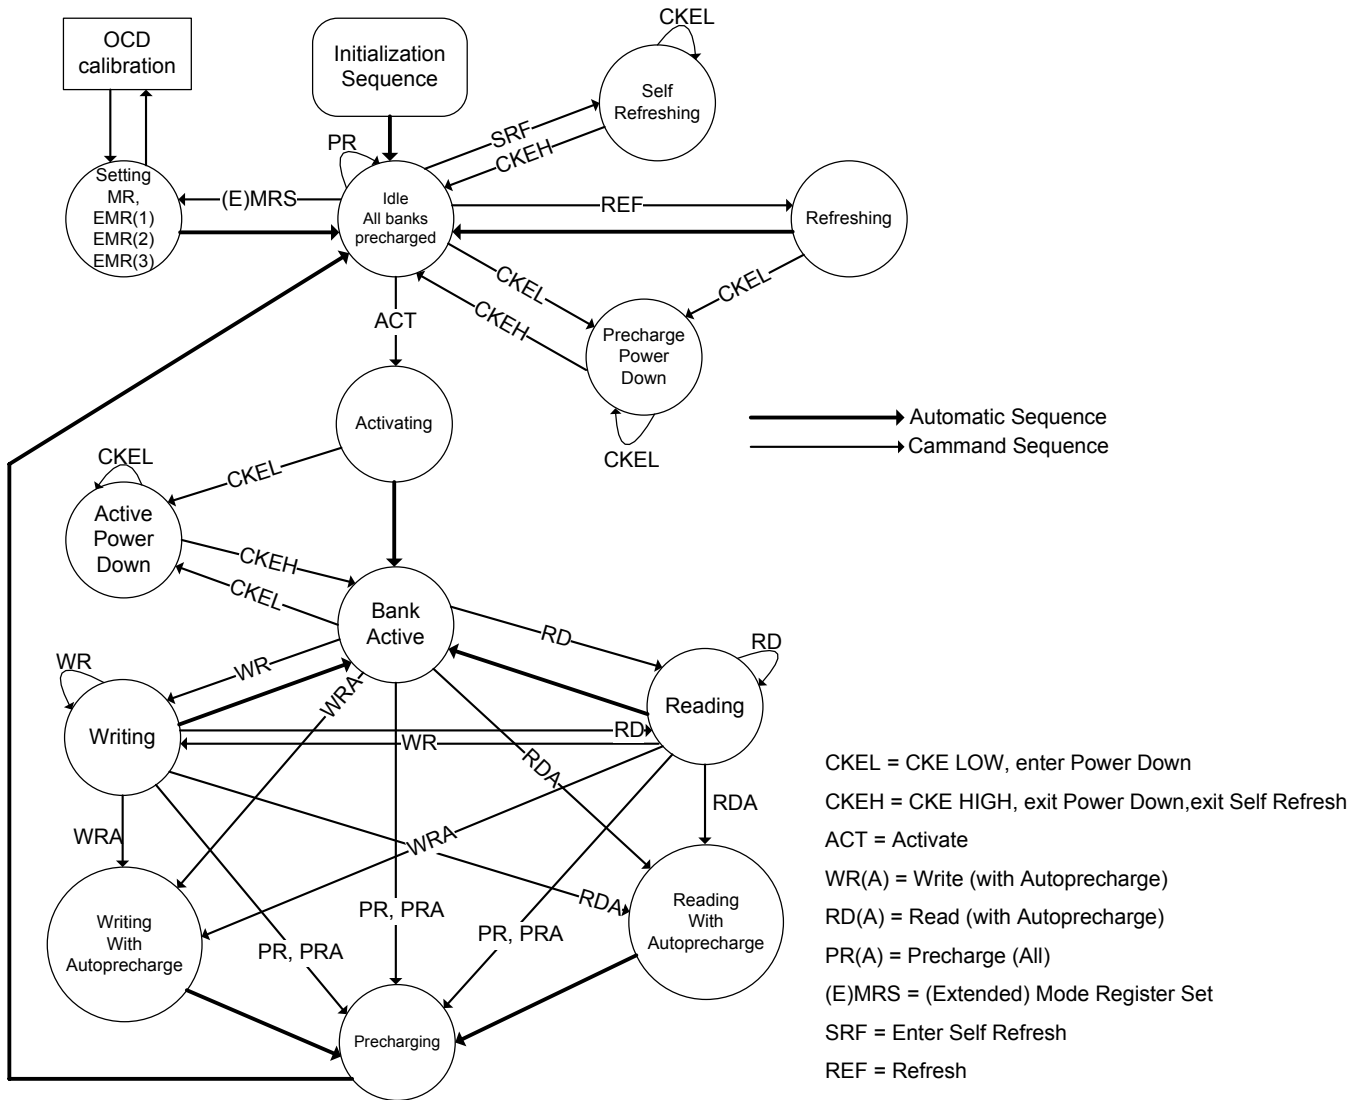 OCD
calibration
Initialization
Sequence
CKEL
Self
Refreshing
SRF
CKEH
PR
Setting
MR,
EMR(1)
EMR(2)
EMR(3)
(E)MRS
Idle
All banks
precharged
REF
Refreshing
CKEL
CKEH
CKEL
ACT
Precharge
Power
Down
CKEL
Activating
Automatic Sequence
Cammand Sequence
CKEL
CKEL
Active
Power
Down
CKEH
CKEL
Bank
Active
RD
WR
WR
RD
WRA
Reading
Writing
RD
WR
RDA
RDA
WRA
WRA
PR, PRA
RDA
PR, PRA
PR, PRA
Writing
With
Autoprecharge
Reading
With
Autoprecharge
Precharging
CKEL = CKE LOW, enter Power Down
CKEH = CKE HIGH, exit Power Down,exit Self Refresh
ACT = Activate
WR(A) = Write (with Autoprecharge)
RD(A) = Read (with Autoprecharge)
PR(A) = Precharge (All)
(E)MRS = (Extended) Mode Register Set
SRF = Enter Self Refresh
REF = Refresh